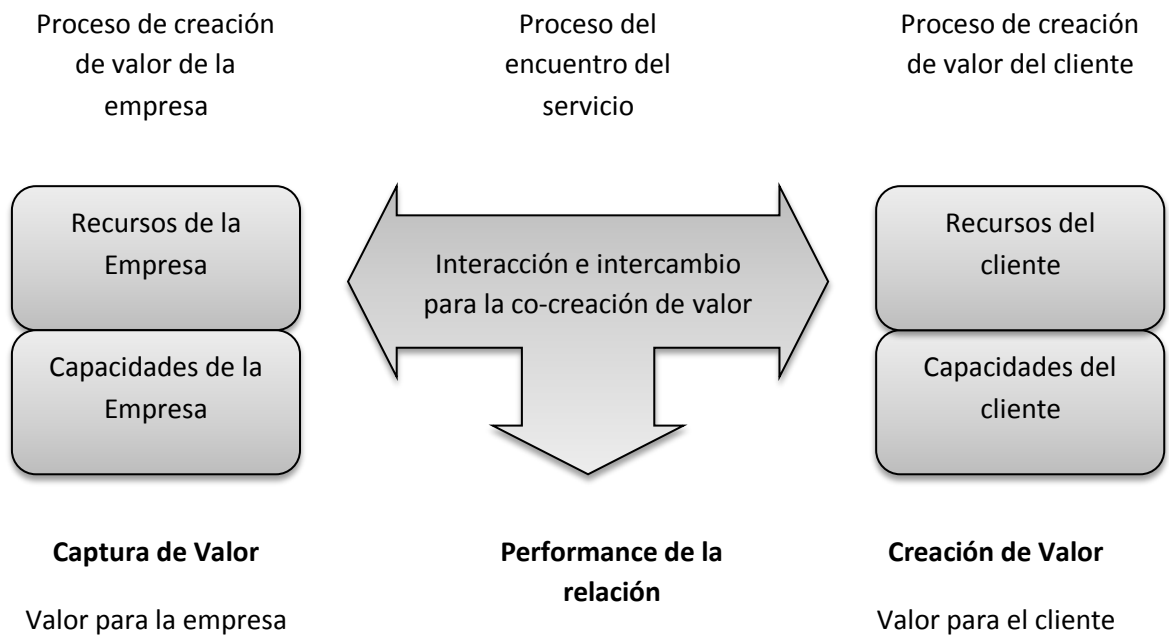 Proceso de creación
de valor de la
empresa
Proceso del
encuentro del
servicio
Proceso de creación
de valor del cliente
Recursos de la
Empresa
Capacidades de la
Empresa
Interacción e intercambio
para la co-creación de valor
Recursos del
cliente
Capacidades del
cliente
Captura de Valor
Valor para la empresa
Performance de la
relación
Creación de Valor
Valor para el cliente